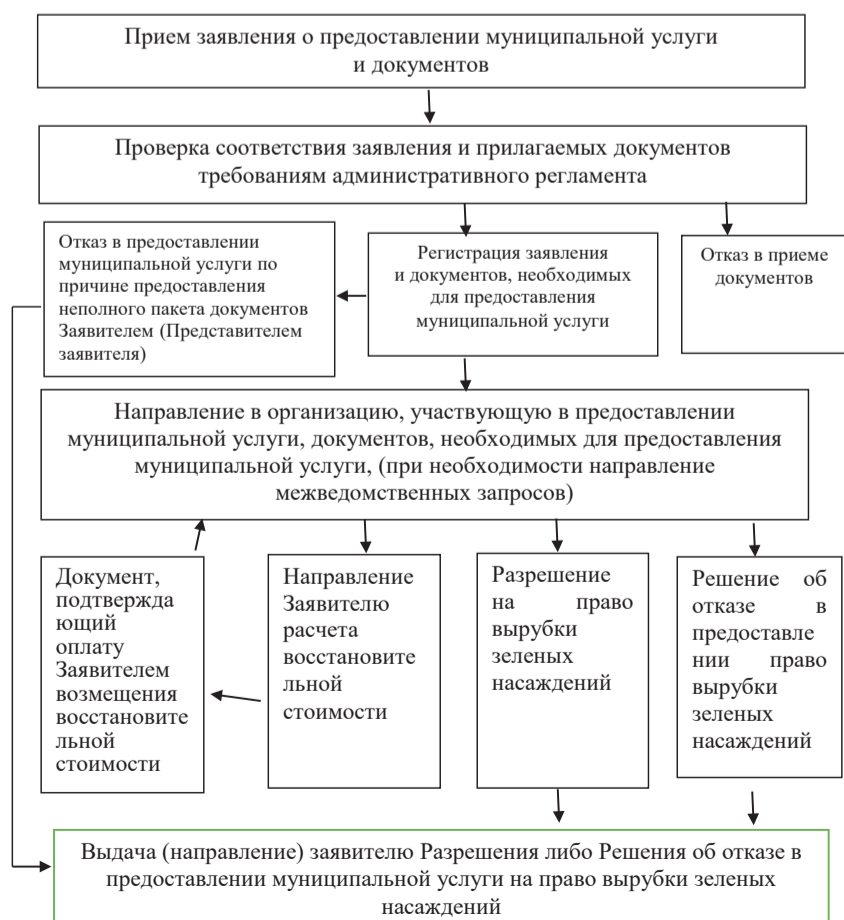 Прием заявления о предоставлении муниципальной услуги
и документов
Проверка соответствия заявления и прилагаемых документов
требованиям административного регламента
Отказ в предоставлении
муниципальной услуги по
причине предоставления
неполного пакета документов
Заявителем (Представителем
заявителя)
Регистрация заявления
и документов, необходимых
для предоставления
муниципальной услуги
Отказ в приеме
документов
Направление в организацию, участвующую в предоставлении
муниципальной услуги, документов, необходимых для предоставления
муниципальной услуги, (при необходимости направление
межведомственных запросов)
Документ,
подтвержда
ющий
оплату
Заявителем
возмещения
восстановите
льной
стоимости
Направление
Заявителю
расчета
восстановите
льной
стоимости
Разрешение
на право
вырубки
зеленых
насаждений
Решение об
отказе в
предоставле
нии право
вырубки
зеленых
насаждений
Выдача (направление) заявителю Разрешения либо Решения об отказе в
предоставлении муниципальной услуги на право вырубки зеленых
насаждений